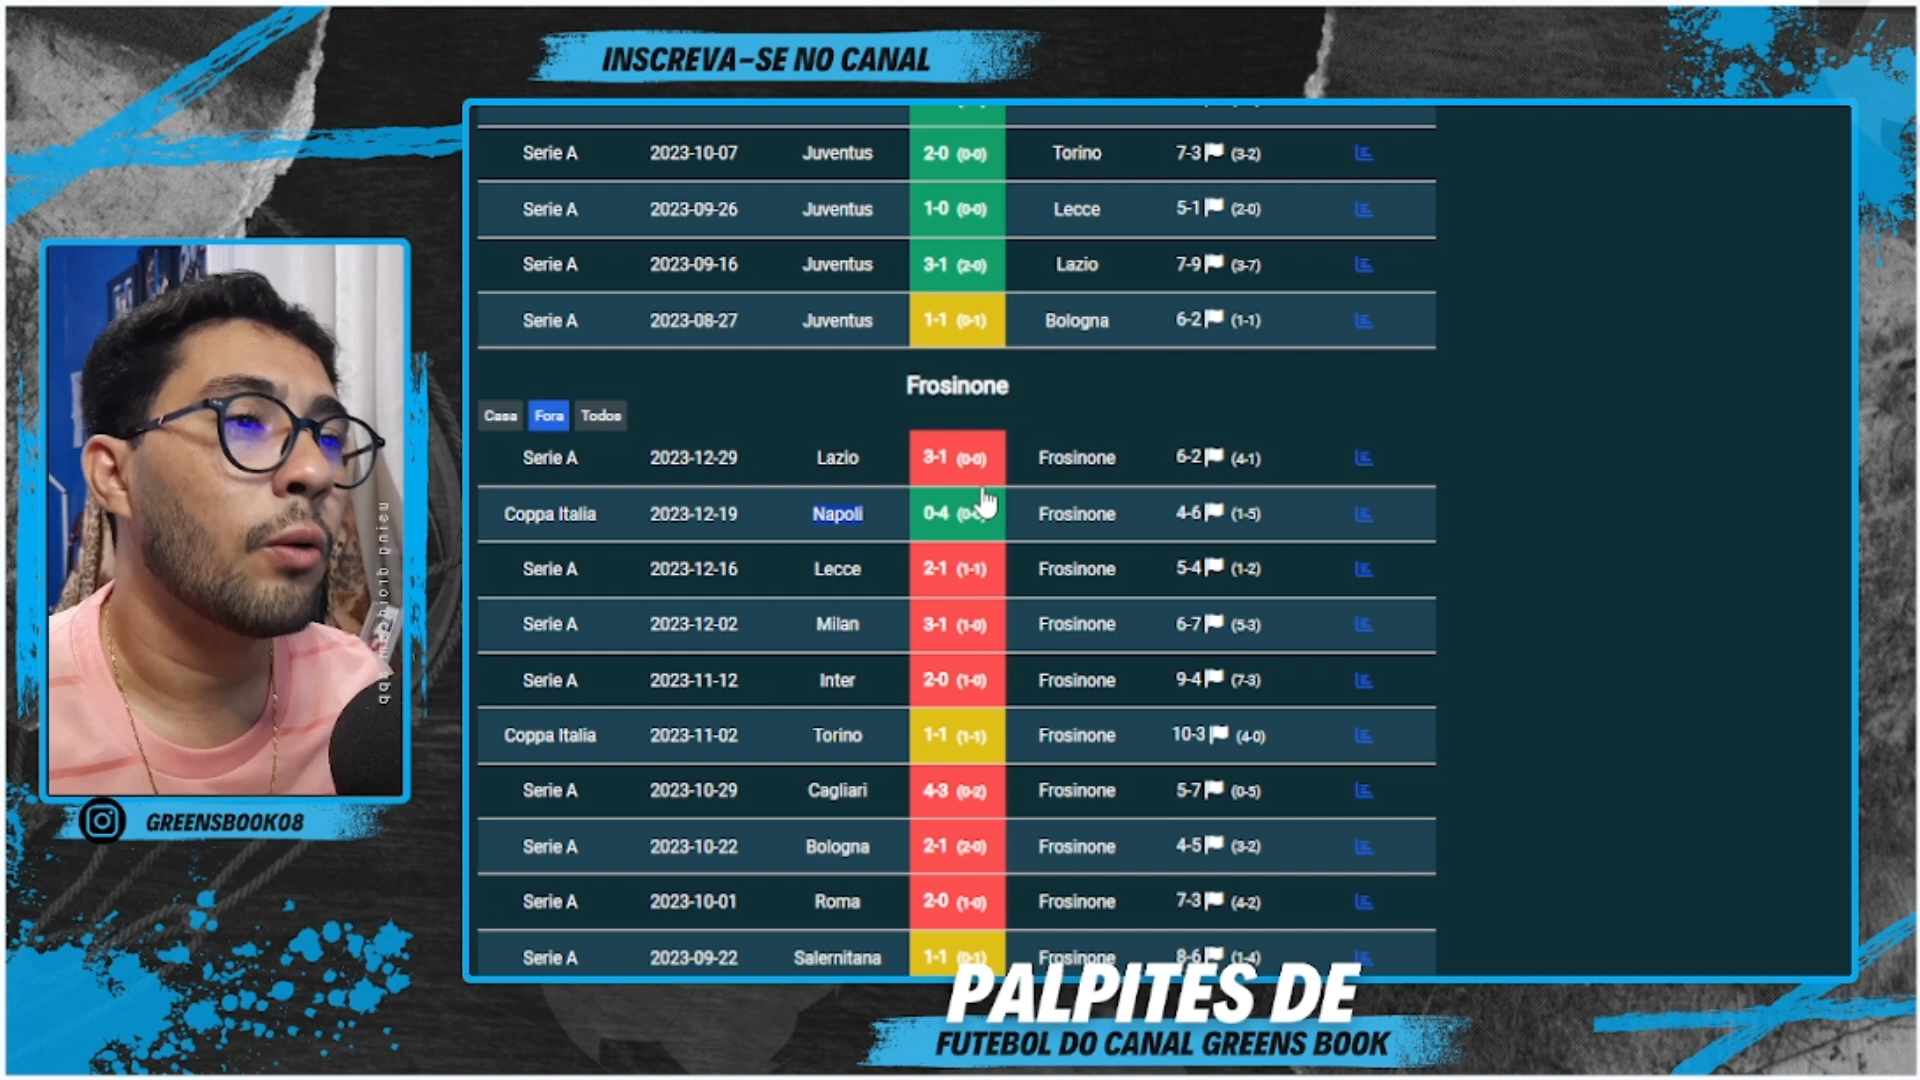 INSCREVA-SE NO CANAL
Serie A 2023-10-07 Juventus 2-0 (0-0) Torino 7-3 (3-2)
Serie A 2023-09-26 Juventus 1-0 (0-0) Lecce 5-1 (2-0)
Serie A 2023-09-16 Juventus 3-1 (2-0) Lazio 7-9 (3-7)
Serie A 2023-08-27 Juventus 1-1 (0-1) Bologna 6-2 (1-1)
Frosinone
Casa Fora Todos
Serie A 2023-12-29 Lazio 3-1 (0-0) Frosinone 6-2 (4-1)
Coppa Italia 2023-12-19 Napoli 0-4 Frosinone 4-6 (1-5)
Serie A 2023-12-16 Lecce 2-1 (1-1) Frosinone 5-4 (1-2)
Serie A 2023-12-02 Milan 3-1 (1-0) Frosinone 6-7 (5-3)
Serie A 2023-11-12 Inter 2-0 (1-0) Frosinone 9-4 (7-3)
Coppa Italia 2023-11-02 Torino 1-1 (1-1) Frosinone 10-3 (4-0)
Serie A 2023-10-29 Cagliari 4-3 (0-2) Frosinone 5-7 (0-5)
Serie A 2023-10-22 Bologna 2-1 (2-0) Frosinone 4-5 (3-2)
Serie A 2023-10-01 Roma 2-0 (1-0) Frosinone 7-3 (4-2)
Serie A 2023-09-22 Salernitana 1-1 (0-1) Frosinone 8-6 (1-4)
GREENSBOOK08
PALPITES DE
FUTEBOL DO CANAL GREENS BOOK